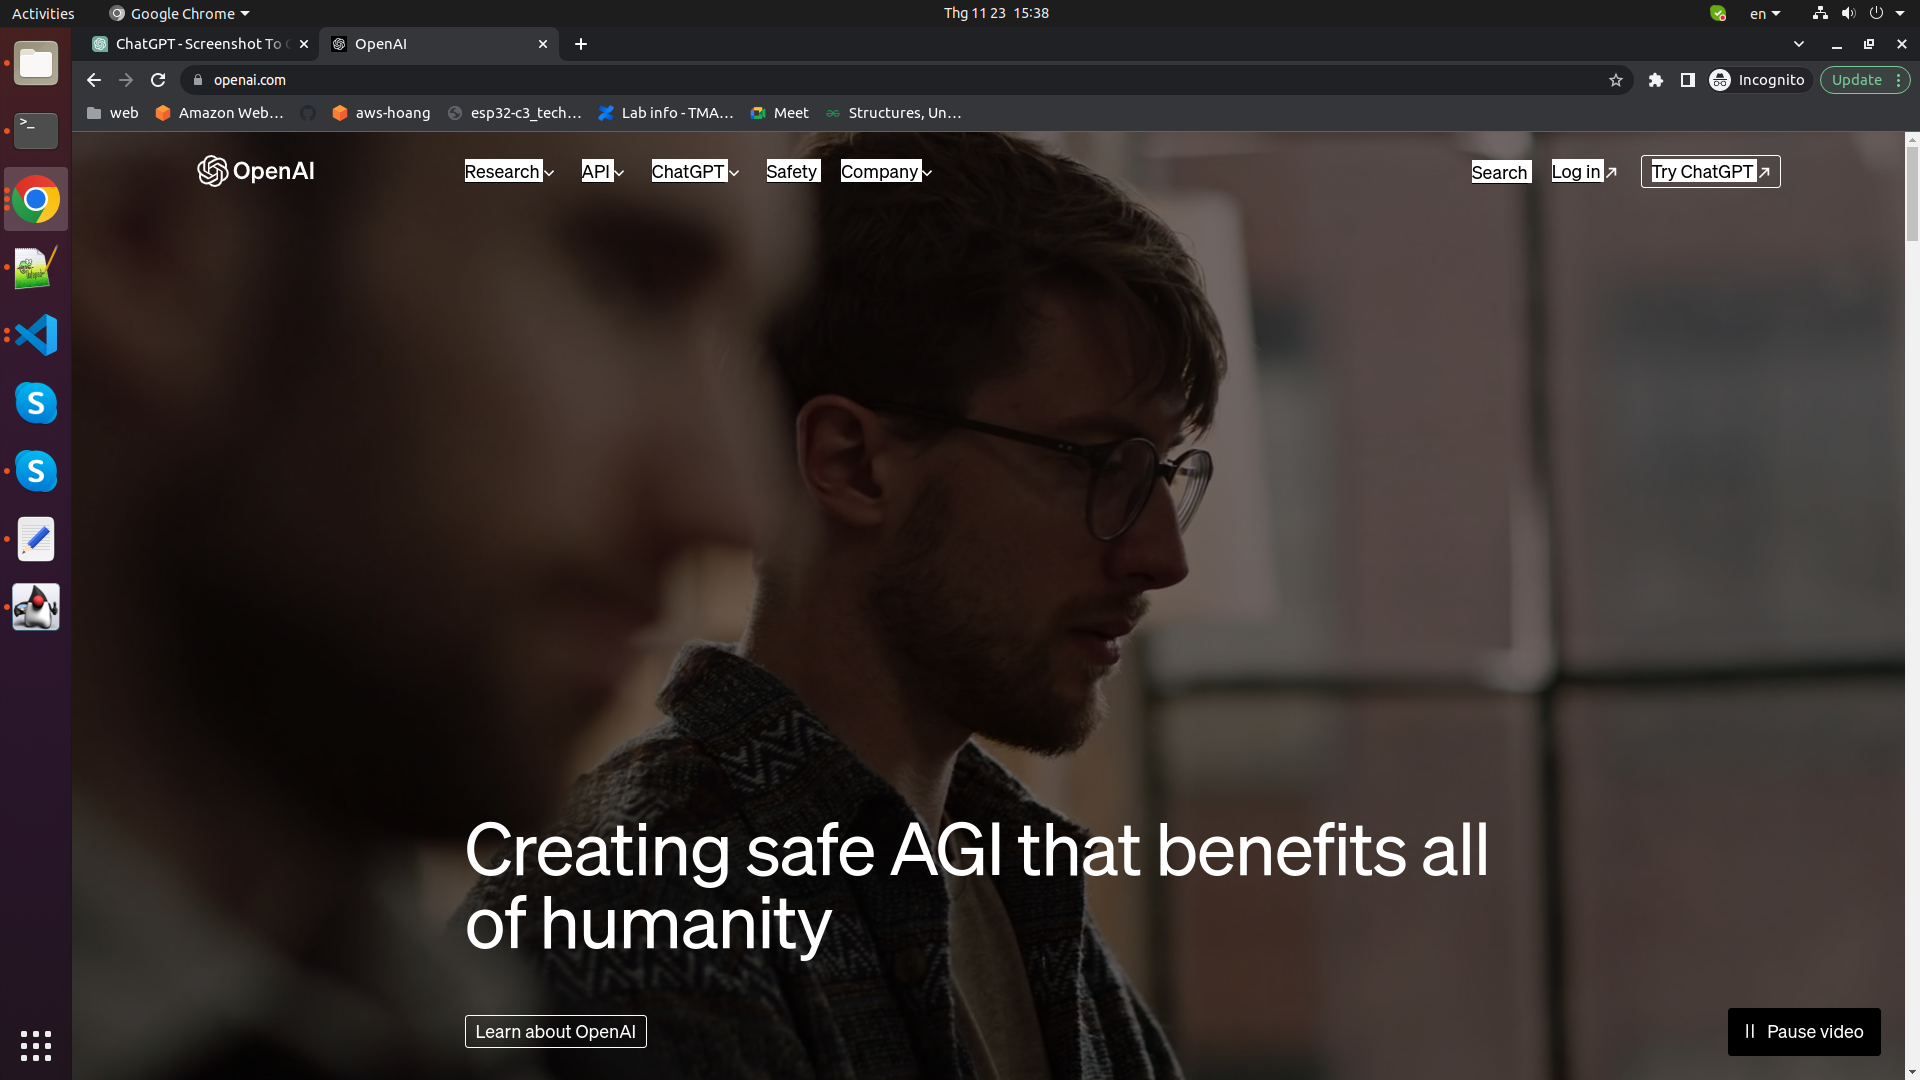 Activities
Google Chrome
Thg 11 23 15:38
en
ChatGPT - Screenshot To
OpenAI
openai.com
Incognito
Update
web
Amazon Web…
aws-hoang
esp32-c3_tech…
Lab info - TMA…
Meet
Structures, Un…
OpenAI
Research
API
ChatGPT
Safety
Company
Search
Log in
Try ChatGPT
Creating safe AGI that benefits all
of humanity
Learn about OpenAI
Pause video